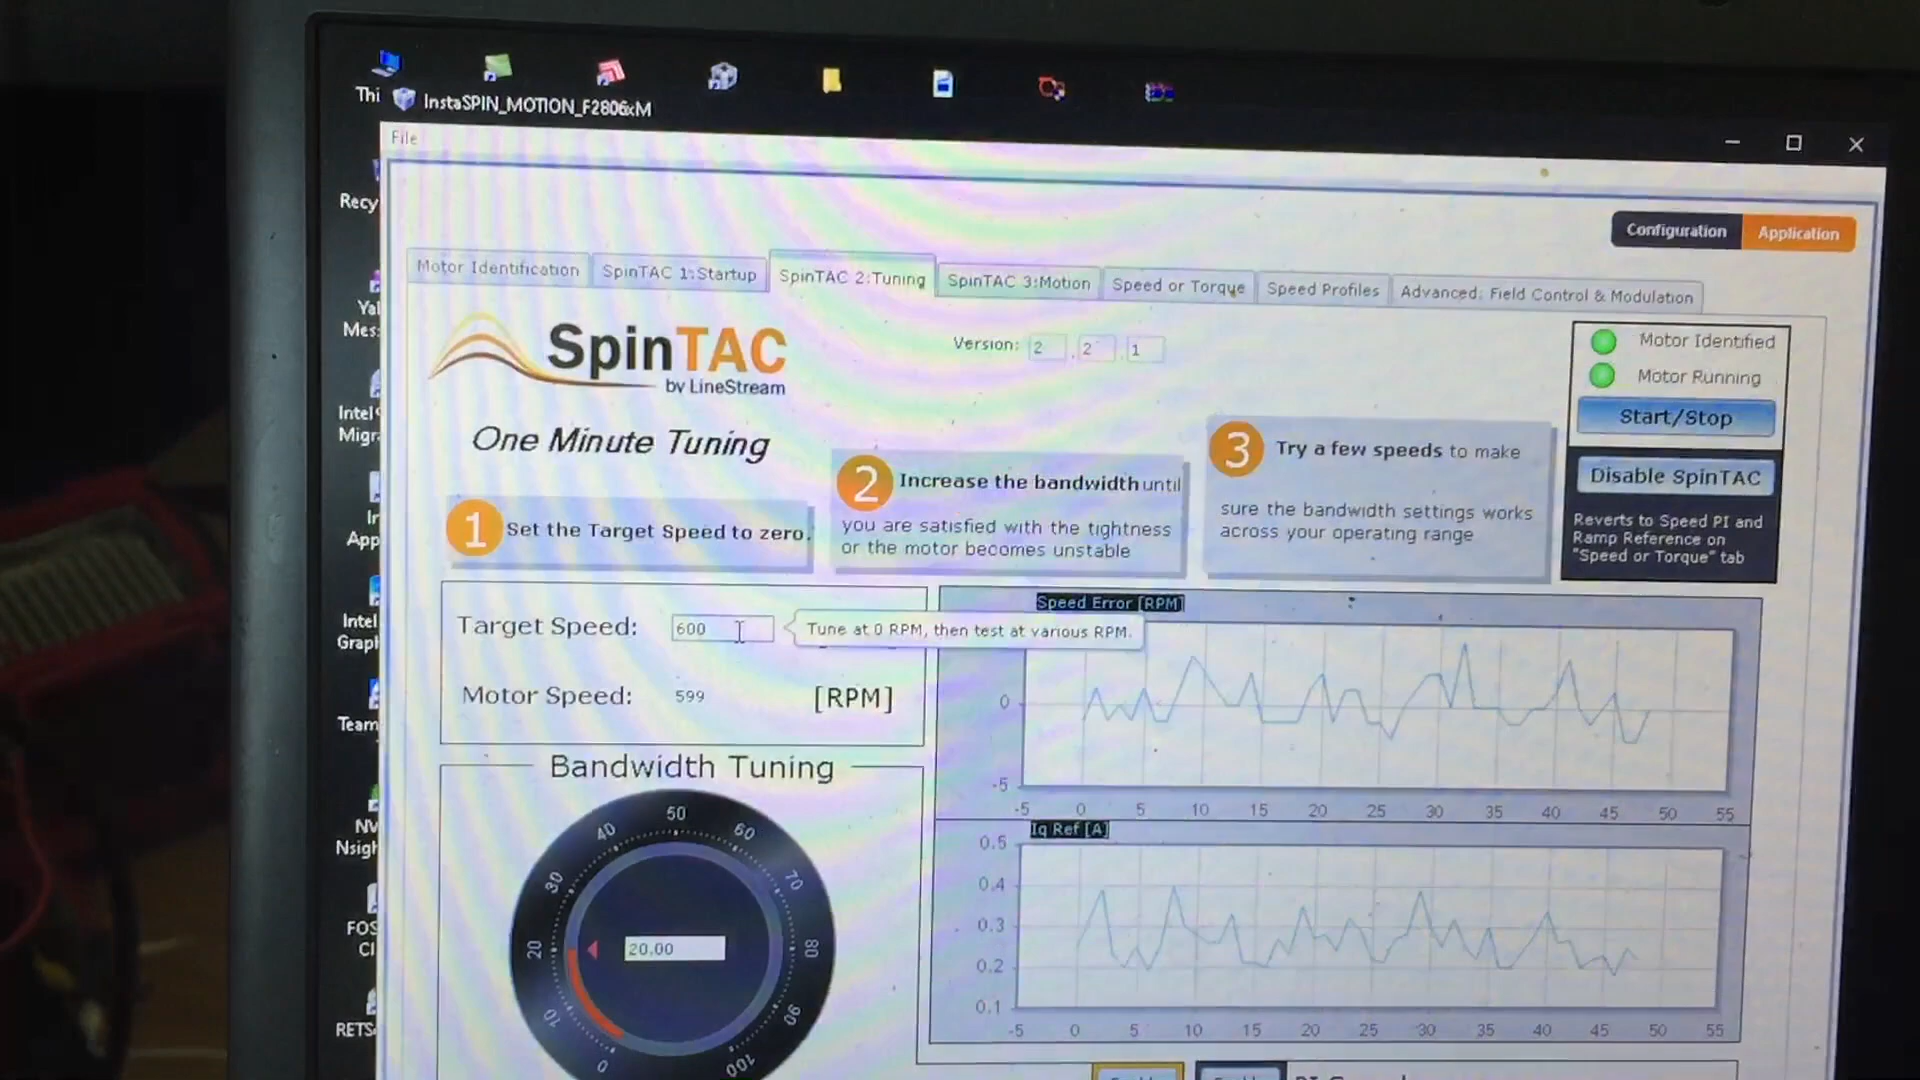 Thi
InstaSPIN_MOTION_F2806xM
File
Recy
Configuration
Application
Motor Identification
SpinTAC 1:Startup
SpinTAC 2:Tuning
SpinTAC 3:Motion
Speed or Torque
Speed Profiles
Advanced: Field Control & Modulation
Yal
Mes
SpinTAC
by LineStream
Version: 2 . 2 . 1
Motor Identified
Motor Running
Start/Stop
Disable SpinTAC
Reverts to Speed PI and
Ramp Reference on
"Speed or Torque" tab
Intel
Migr
One Minute Tuning
1 Set the Target Speed to zero.
2 Increase the bandwidth until
you are satisfied with the tightness
or the motor becomes unstable
3 Try a few speeds to make
sure the bandwidth settings works
across your operating range
App
Intel
Graph
Target Speed: 600
Tune at 0 RPM, then test at various RPM.
Motor Speed: 599 [RPM]
Speed Error [RPM]
0
-5
-5 0 5 10 15 20 25 30 35 40 45 50 55
Team
Bandwidth Tuning
0 10 20 30 40 50 60 70 80 90 100
20.00
Iq Ref [A]
0.5
0.4
0.3
0.2
0.1
-5 0 5 10 15 20 25 30 35 40 45 50 55
NV
Nsigh
FOS
Cl
RETS